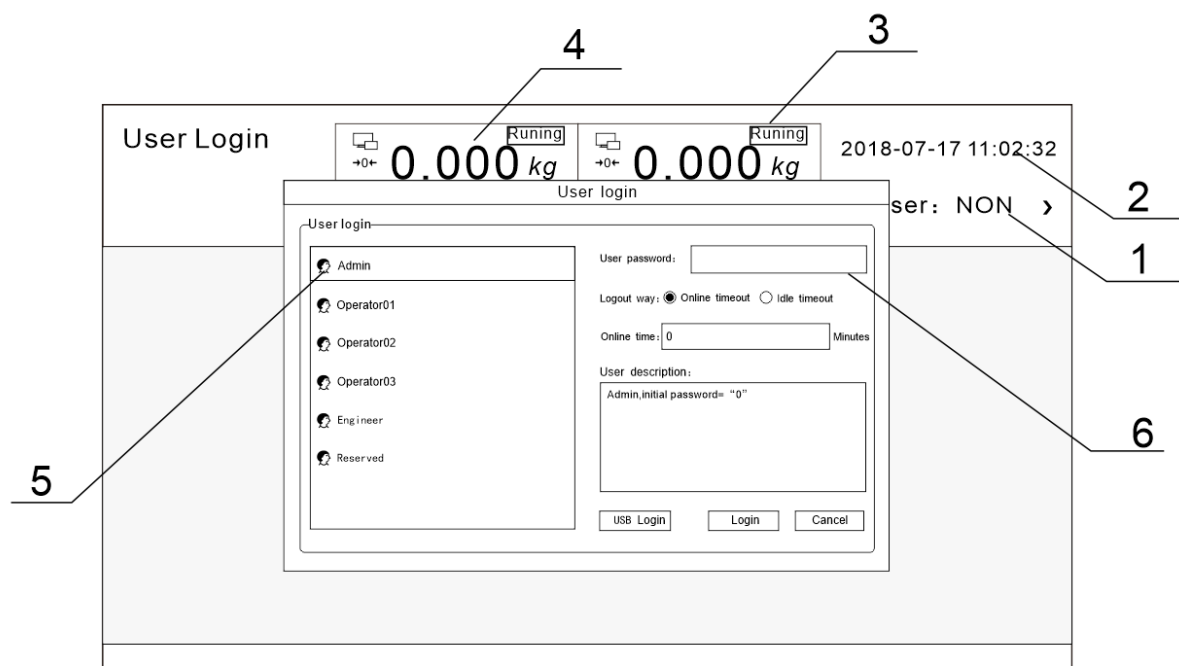 4
3
User Login
Runing
Runing
→0←
0.000 kg
→0←
0.000 kg
2018-07-17 11:02:32
2
User login
ser: NON ›
1
User login
Admin
Operator01
Operator02
Operator03
Engineer
Reserved
5
User password:
Logout way: Online timeout Idle timeout
Online time: 0 Minutes
User description:
Admin,initial password= “0”
6
USB Login
Login
Cancel